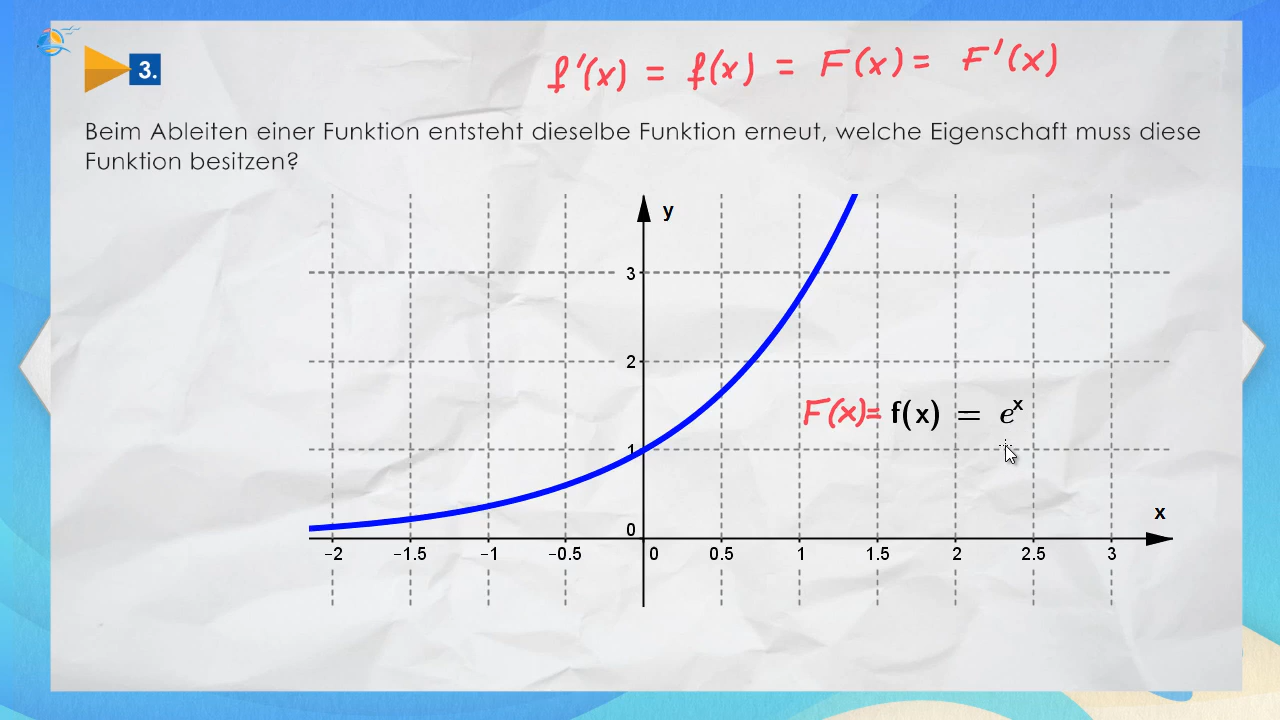 3.
f'(x) = f(x) = F(x) = F'(x)
Beim Ableiten einer Funktion entsteht dieselbe Funktion erneut, welche Eigenschaft muss diese
Funktion besitzen?
y
3
2
F(x)= f(x) = eˣ
1
x
0
−2 −1.5 −1 −0.5 0 0.5 1 1.5 2 2.5 3